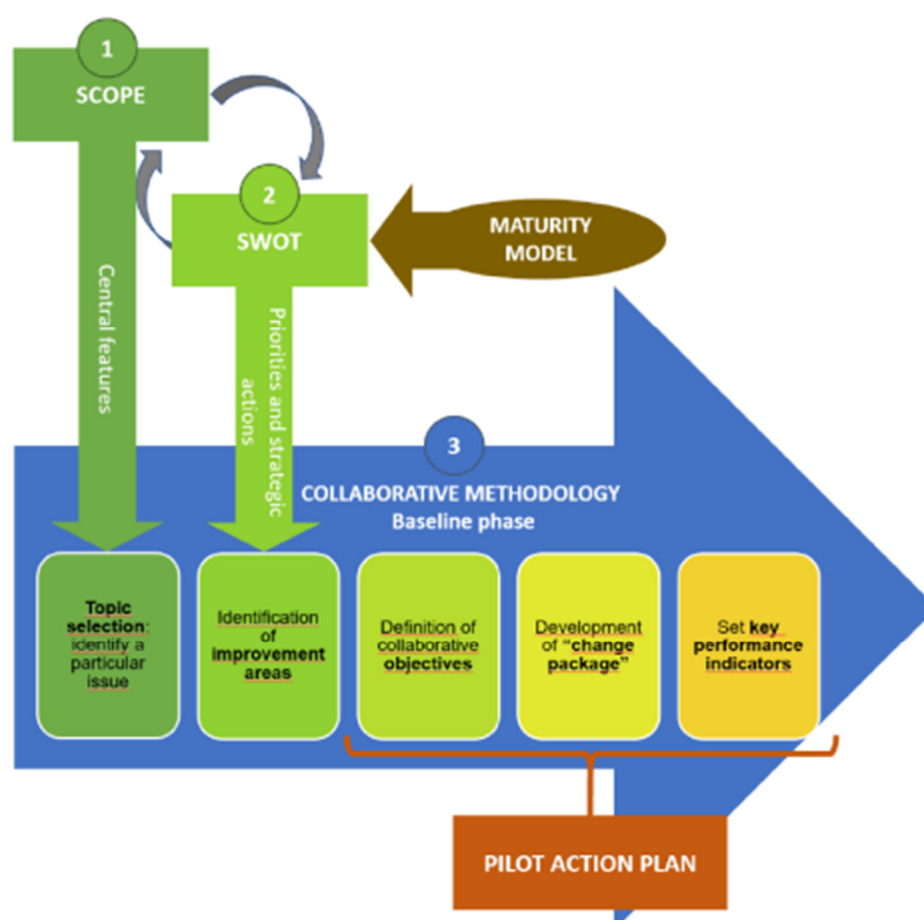 1
SCOPE
2
SWOT
MATURITY
MODEL
Central features
Priorities and strategic
actions
3
COLLABORATIVE METHODOLOGY
Baseline phase
Topic
selection:
identify a
particular
issue
Identification
of
improvement
areas
Definition of
collaborative
objectives
Development
of “change
package”
Set key
performance
indicators
PILOT ACTION PLAN